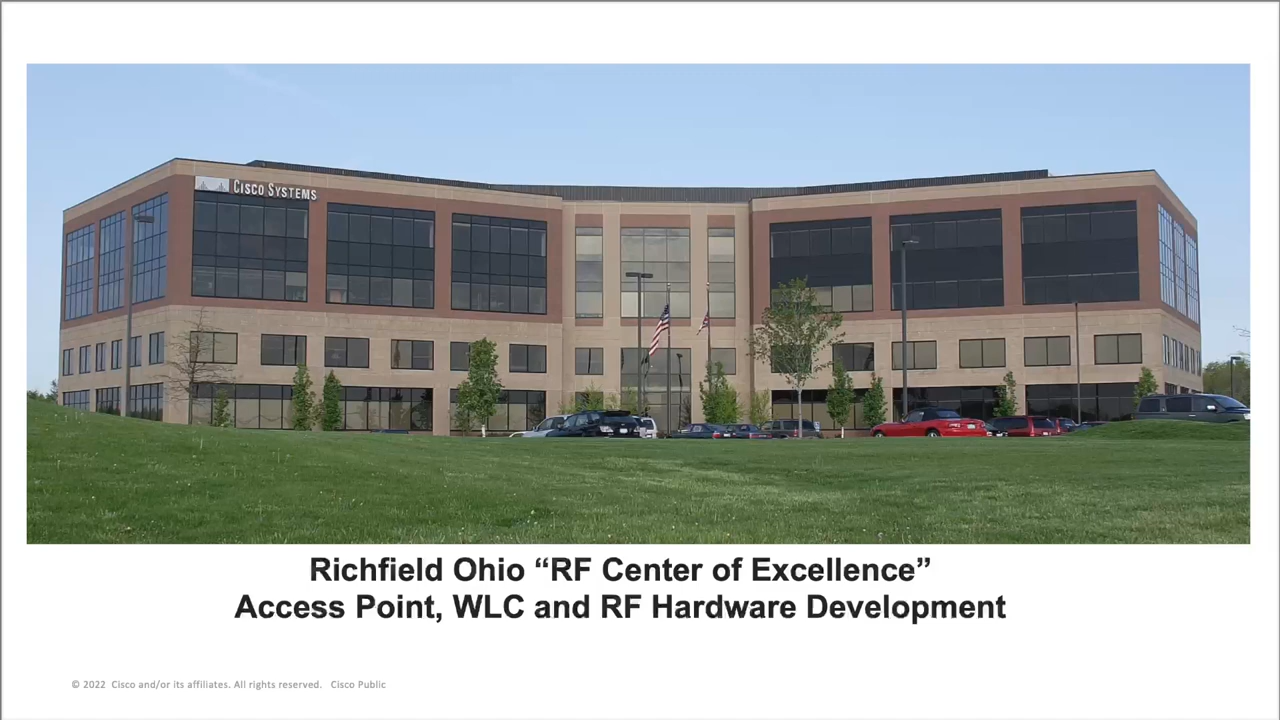 CISCO SYSTEMS
Richfield Ohio “RF Center of Excellence”
Access Point, WLC and RF Hardware Development
© 2022 Cisco and/or its affiliates. All rights reserved. Cisco Public